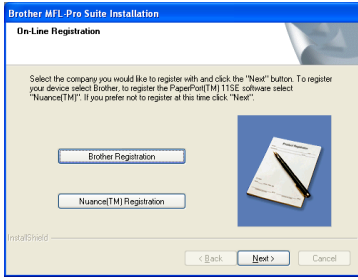 Brother MFL-Pro Suite Installation
On-Line Registration
Select the company you would like to register with and click the "Next" button. To register
your device select Brother, to register the PaperPort(TM) 11SE software select
"Nuance(TM)". If you prefer not to register at this time click "Next".
Brother Registration
Nuance(TM) Registration
Product Registration
InstallShield
< Back
Next >
Cancel